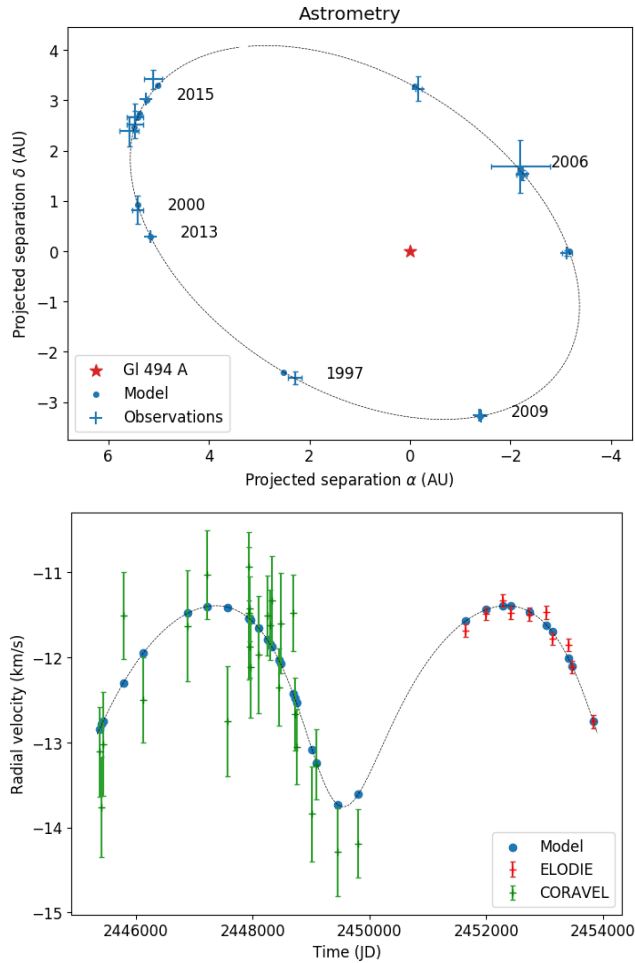 Astrometry
Projected separation δ (AU)
4
3
2
1
0
−1
−2
−3
2015
2006
2000
2013
1997
2009
Gl 494 A
Model
Observations
6
4
2
0
−2
−4
Projected separation α (AU)
Radial velocity (km/s)
−11
−12
−13
−14
−15
Model
ELODIE
CORAVEL
2446000
2448000
2450000
2452000
2454000
Time (JD)